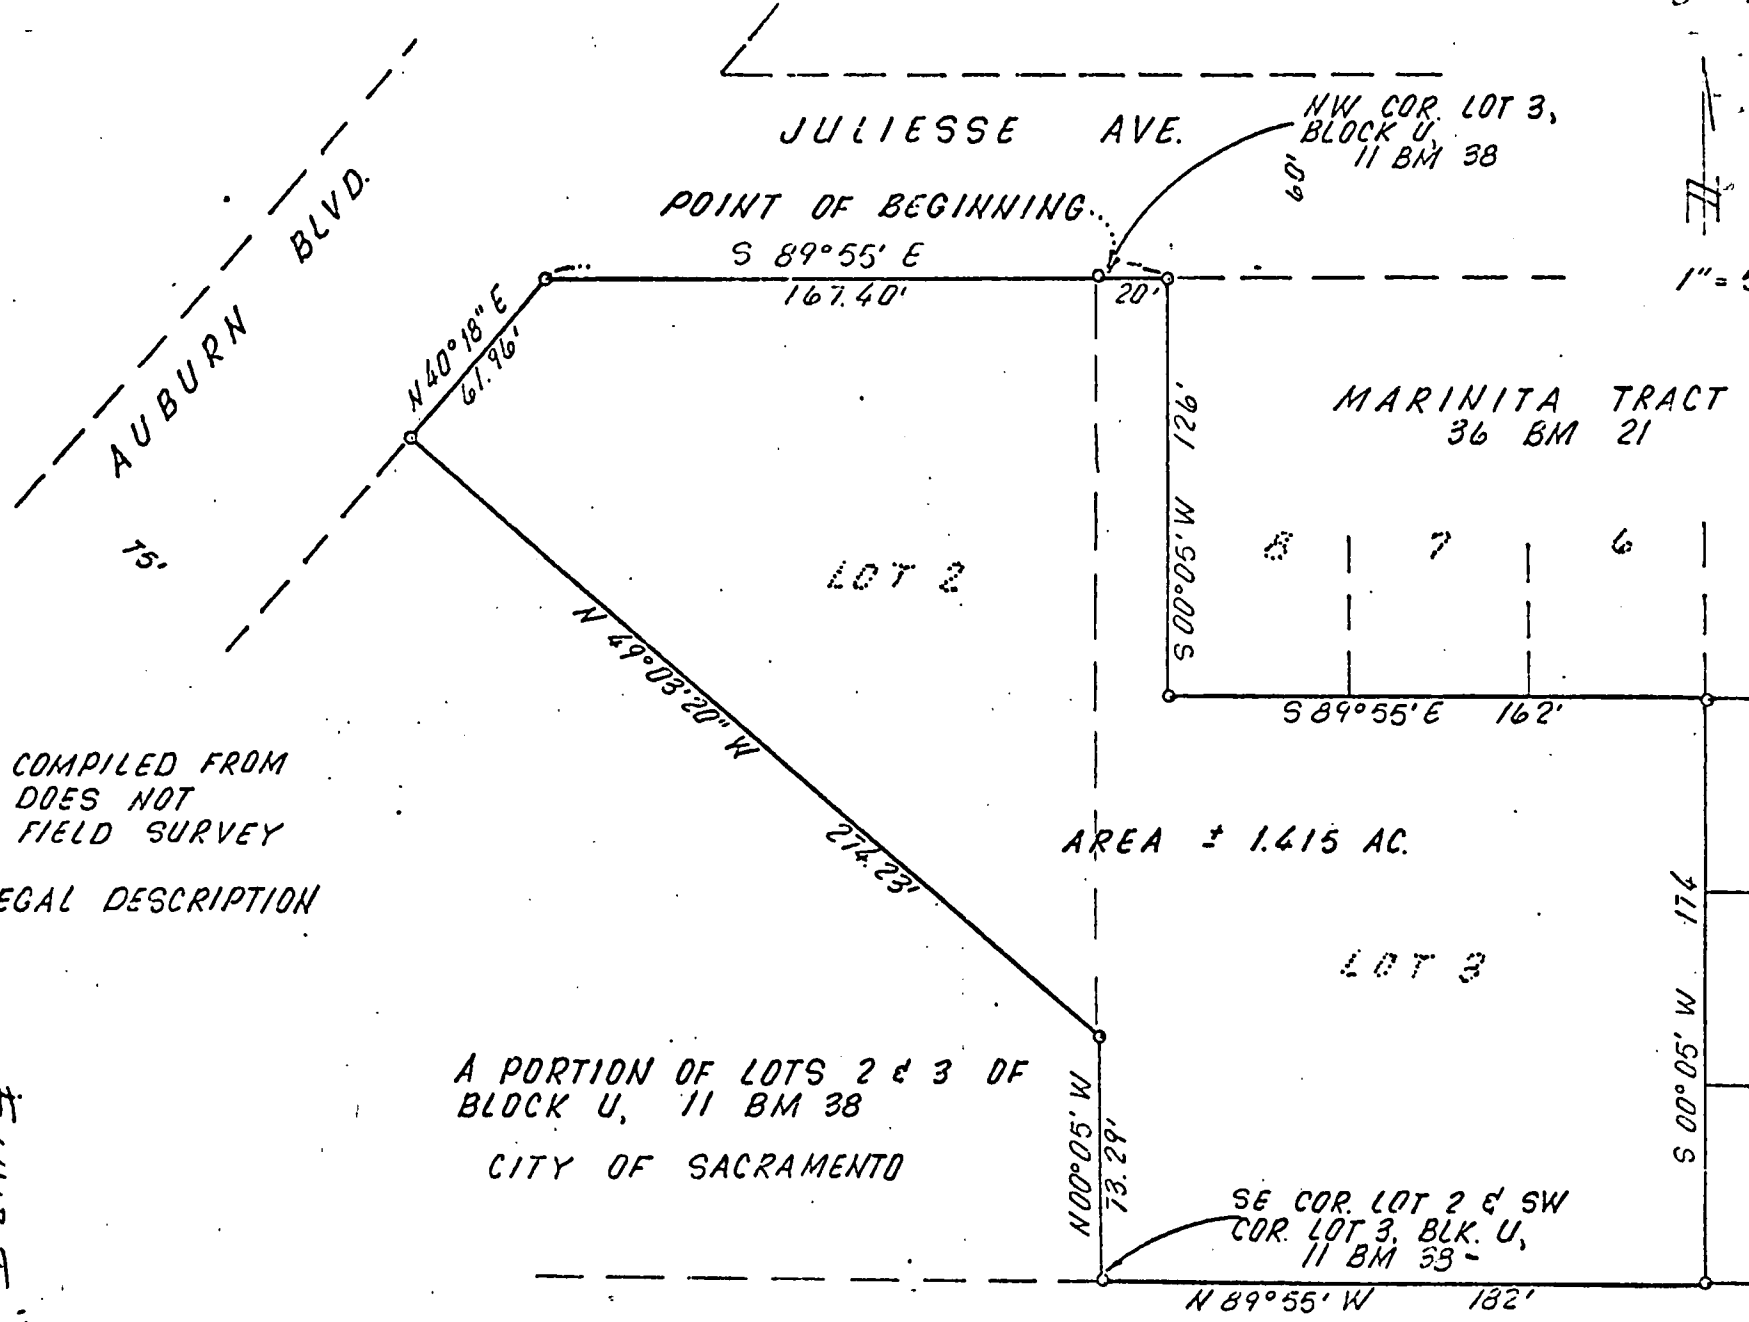 JULIESSE AVE.
NW COR. LOT 3,
BLOCK U,
11 BM 38
60'
POINT OF BEGINNING
S 89°55' E
167.40'
20'
1"=5
AUBURN BLVD.
75'
N 40°18" E
61.96'
MARINITA TRACT
36 BM 21
S 00°05' W 126'
8 7 6
LOT 2
N 49°03'20" W
274.23'
S 89°55' E 162'
COMPILED FROM
DOES NOT
FIELD SURVEY
EGAL DESCRIPTION
AREA ± 1.415 AC.
LOT 3
S 00°05' W 174
A PORTION OF LOTS 2 & 3 OF
BLOCK U, 11 BM 38
CITY OF SACRAMENTO
N00°05' W
73.29'
SE COR. LOT 2 & SW
COR. LOT 3, BLK. U,
11 BM 38-
N 89°55' W 182'